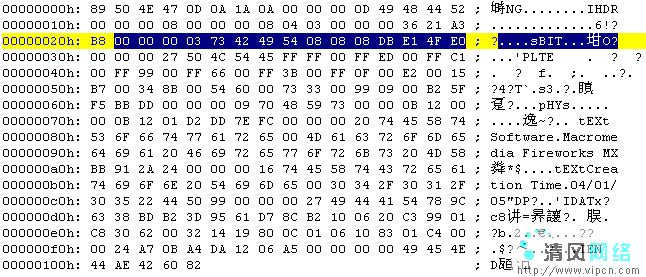 00000000h: 89 50 4E 47 0D 0A 1A 0A 00 00 00 0D 49 48 44 52 ; 塒NG........IHDR
00000010h: 00 00 00 08 00 00 00 08 04 03 00 00 00 36 21 A3 ; .............6!?
00000020h: B8 00 00 00 03 73 42 49 54 08 08 08 DB E1 4F E0 ; ?....sBIT...坩O?
00000030h: 00 00 00 27 50 4C 54 45 FF FF FF 00 DF EF 00 00 ; ...'PLTE
00000040h: 00 FF 99 00 FF 66 00 FF 3B 00 FF 0F 00 E2 00 15 ;
00000050h: B7 00 34 8B 00 54 60 00 73 33 00 99 09 00 B2 5F ; ?4?T`.s3.?.
00000060h: F5 BB DD 00 00 00 09 70 48 59 73 00 00 0B 12 00 ; ?...pHYs.....
00000070h: 00 0B 12 01 D2 DD 7E FC 00 00 00 20 74 45 58 74 ; ....逸~?.. tEXt
00000080h: 53 6F 66 74 77 61 72 65 00 4D 61 63 72 6F 6D 65 ; Software.Macrome
00000090h: 64 69 61 20 46 69 72 65 77 6F 72 6B 73 20 4D 58 ; dia Fireworks MX
000000a0h: BB 91 2A 24 00 00 00 16 74 45 58 74 43 72 65 61 ; *$....tEXtCrea
000000b0h: 74 69 6F 6E 20 54 69 6D 65 00 30 34 2F 30 31 2F ; tion Time.04/01/
000000c0h: 30 35 22 44 50 99 00 00 00 27 49 44 41 54 78 9C ; 05"DP?..'IDATx?
000000d0h: 63 38 BD B2 3D 95 61 D7 8C B2 10 06 20 C3 99 01 ; c8讲=
000000e0h: C8 30 62 00 32 14 19 80 0C 01 06 10 83 01 C4 00 ; ?b.2.
000000f0h: 00 24 A7 0B A4 DA 12 06 A5 00 00 00 00 49 45 4E ; .$?
00000100h: 44 AE 42 60 82 ; D
清风网络
www.vipcn.com